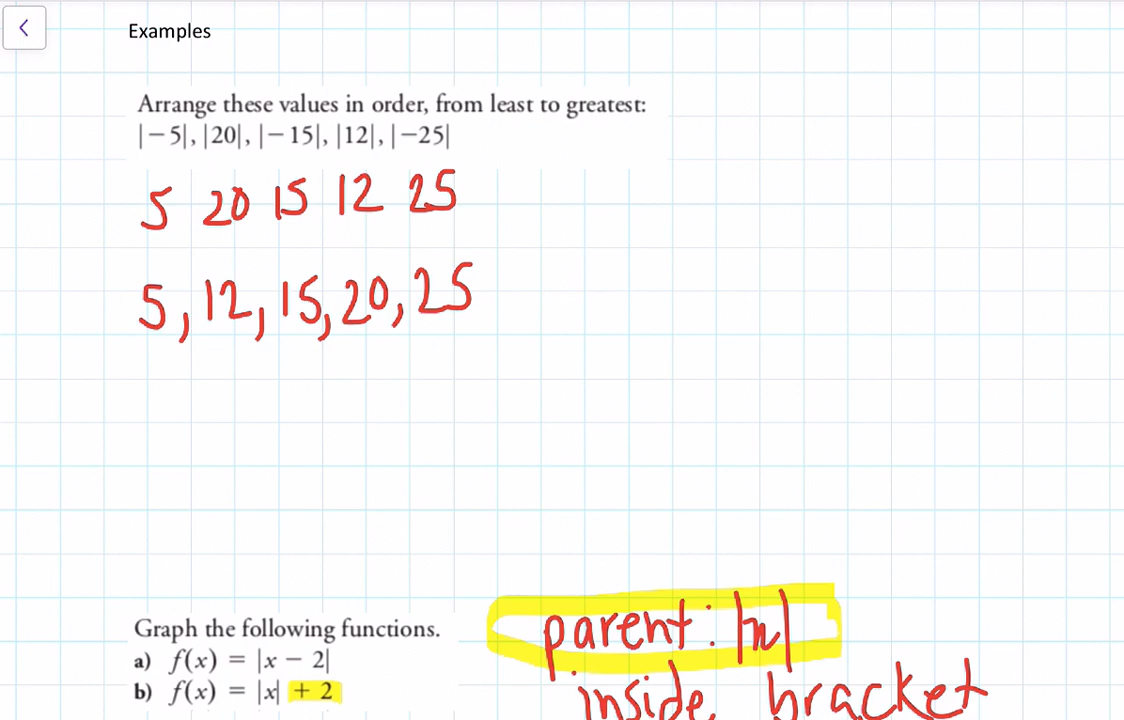 Examples
Arrange these values in order, from least to greatest:
|−5|, |20|, |−15|, |12|, |−25|
5 20 15 12 25
5, 12, 15, 20, 25
Graph the following functions.
a) f(x) = |x − 2|
b) f(x) = |x| + 2
parent: |x|
inside bracket